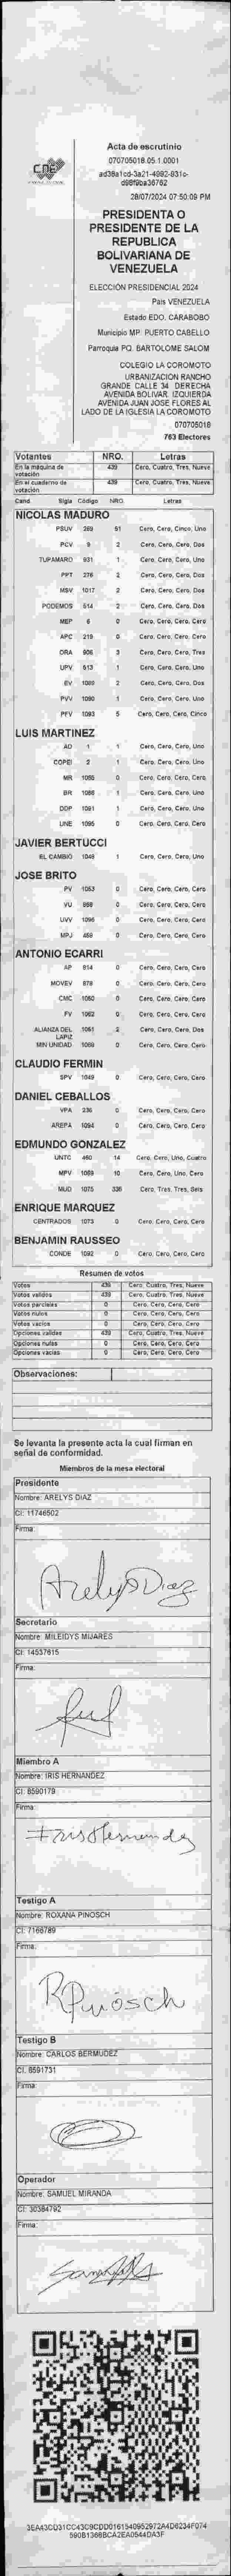 CNE
Acta de escrutinio
070705018.05.1.0001
28/07/2024 07:50:09 PM
PRESIDENTA O
PRESIDENTE DE LA
REPUBLICA
BOLIVARIANA DE
VENEZUELA
ELECCIÓN PRESIDENCIAL 2024
Pais VENEZUELA
Estado EDO. CARABOBO
Municipio MP. PUERTO CABELLO
Parroquia PQ. BARTOLOME SALOM
COLEGIO LA COROMOTO
URBANIZACION RANCHO
GRANDE CALLE 34 DERECHA
AVENIDA BOLIVAR. IZQUIERDA
AVENIDA JUAN JOSE FLORES AL
LADO DE LA IGLESIA LA COROMOTO
070705018
763 Electores
Votantes NRO. Letras
En la máquina de votación 439 Cero, Cuatro, Tres, Nueve
En el cuaderno de votación 439 Cero, Cuatro, Tres, Nueve
Cand. Sigla Código NRO. Letras
NICOLAS MADURO
PSUV 269 51 Cero, Cero, Cinco, Uno
PCV 9 2 Cero, Cero, Cero, Dos
TUPAMARO 931 1 Cero, Cero, Cero, Uno
PPT 276 2 Cero, Cero, Cero, Dos
MSV 1017 2 Cero, Cero, Cero, Dos
PODEMOS 514 2 Cero, Cero, Cero, Dos
MEP 6 0 Cero, Cero, Cero, Cero
APC 219 0 Cero, Cero, Cero, Cero
ORA 906 3 Cero, Cero, Cero, Tres
UPV 613 1 Cero, Cero, Cero, Uno
EV 1089 2 Cero, Cero, Cero, Dos
PVV 1090 1 Cero, Cero, Cero, Uno
PFV 1093 5 Cero, Cero, Cero, Cinco
LUIS MARTINEZ
AD 1 1 Cero, Cero, Cero, Uno
COPEI 2 1 Cero, Cero, Cero, Uno
MR 1055 0 Cero, Cero, Cero, Cero
BR 1086 1 Cero, Cero, Cero, Uno
DDP 1091 1 Cero, Cero, Cero, Uno
UNE 1095 0 Cero, Cero, Cero, Cero
JAVIER BERTUCCI
EL CAMBIO 1048 1 Cero, Cero, Cero, Uno
JOSE BRITO
PV 1053 0 Cero, Cero, Cero, Cero
VU 868 0 Cero, Cero, Cero, Cero
UVV 1096 0 Cero, Cero, Cero, Cero
MPJ 458 0 Cero, Cero, Cero, Cero
ANTONIO ECARRI
AP 814 0 Cero, Cero, Cero, Cero
MOVEV 878 0 Cero, Cero, Cero, Cero
CMC 1060 0 Cero, Cero, Cero, Cero
FV 1062 0 Cero, Cero, Cero, Cero
ALIANZA DEL LAPIZ 1051 2 Cero, Cero, Cero, Dos
MIN UNIDAD 1068 0 Cero, Cero, Cero, Cero
CLAUDIO FERMIN
SPV 1049 0 Cero, Cero, Cero, Cero
DANIEL CEBALLOS
VPA 236 0 Cero, Cero, Cero, Cero
AREPA 1094 0 Cero, Cero, Cero, Cero
EDMUNDO GONZALEZ
UNTC 460 14 Cero, Cero, Uno, Cuatro
MPV 1069 10 Cero, Cero, Uno, Cero
MUD 1075 336 Cero, Tres, Tres, Seis
ENRIQUE MARQUEZ
CENTRADOS 1073 0 Cero, Cero, Cero, Cero
BENJAMIN RAUSSEO
CONDE 1092 0 Cero, Cero, Cero, Cero
Resumen de votos
Votos 439 Cero, Cuatro, Tres, Nueve
Votos validos 439 Cero, Cuatro, Tres, Nueve
Votos parciales 0 Cero, Cero, Cero, Cero
Votos nulos 0 Cero, Cero, Cero, Cero
Votos vacios 0 Cero, Cero, Cero, Cero
Opciones validas 439 Cero, Cuatro, Tres, Nueve
Opciones nulas 0 Cero, Cero, Cero, Cero
Opciones vacias 0 Cero, Cero, Cero, Cero
Observaciones:
Se levanta la presente acta la cual firman en
señal de conformidad.
Miembros de la mesa electoral
Presidente
Nombre: ARELYS DIAZ
CI: 11746502
Firma:
Arelys Diaz
Secretario
Nombre: MILEIDYS MIJARES
CI: 14537615
Firma:
Miembro A
Nombre: IRIS HERNANDEZ
CI: 8590179
Firma:
Iris Hernandez
Testigo A
Nombre: ROXANA PINOSCH
CI: 7166789
Firma:
RPinosch
Testigo B
Nombre: CARLOS BERMUDEZ
CI: 8591731
Firma:
Operador
Nombre: SAMUEL MIRANDA
CI: 30384792
Firma: